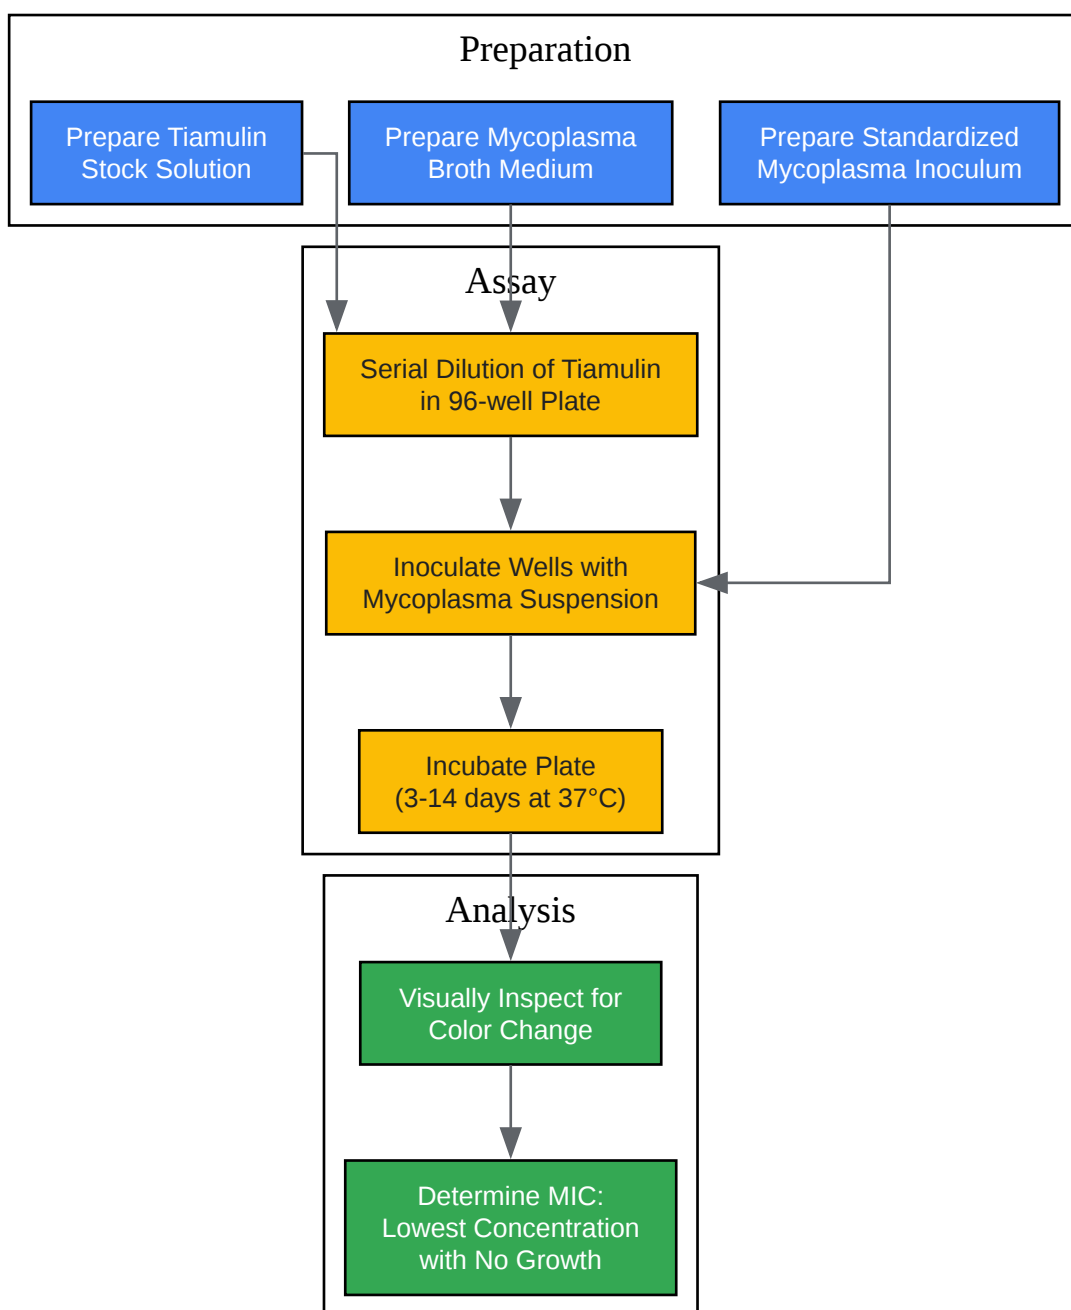 Preparation
Prepare Tiamulin
Stock Solution
Prepare Mycoplasma
Broth Medium
Prepare Standardized
Mycoplasma Inoculum
Assay
Serial Dilution of Tiamulin
in 96-well Plate
Inoculate Wells with
Mycoplasma Suspension
Incubate Plate
(3-14 days at 37°C)
Analysis
Visually Inspect for
Color Change
Determine MIC:
Lowest Concentration
with No Growth